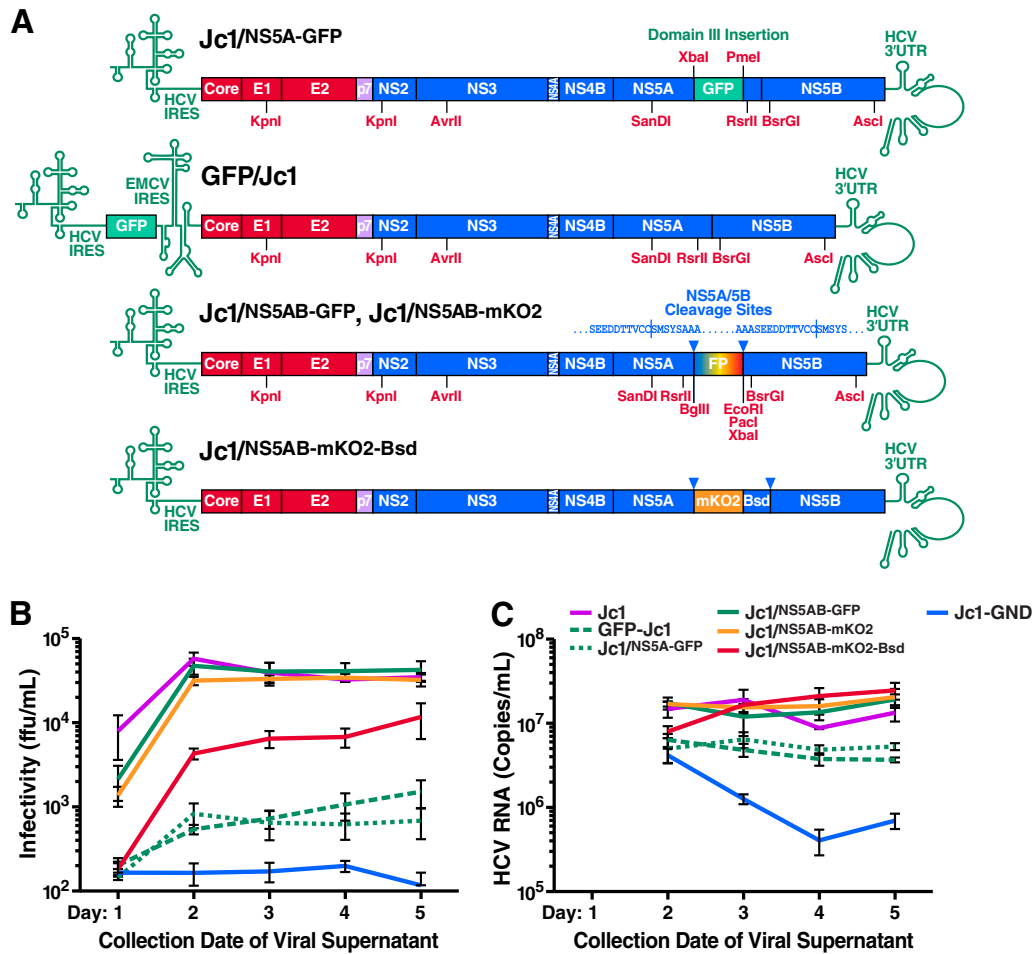 A
Jc1/NS5A-GFP
Domain III Insertion
XbaI PmeI
HCV
3'UTR
HCV
IRES
Core E1 E2 p7 NS2 NS3 NS4A NS4B NS5A GFP NS5B
KpnI KpnI AvrII SanDI RsrII BsrGI AscI
GFP/Jc1
EMCV
IRES
HCV
3'UTR
HCV
IRES
GFP
Core E1 E2 p7 NS2 NS3 NS4A NS4B NS5A NS5B
KpnI KpnI AvrII SanDI RsrII BsrGI AscI
Jc1/NS5AB-GFP, Jc1/NS5AB-mKO2
NS5A/5B
Cleavage Sites
...SEEDDTTVCCSMSYSAAA......AAASEEDDTTVCCSMSYS...
HCV
3'UTR
HCV
IRES
Core E1 E2 p7 NS2 NS3 NS4A NS4B NS5A FP NS5B
KpnI KpnI AvrII SanDI RsrII BsrGI AscI
BglII EcoRI
PacI
XbaI
Jc1/NS5AB-mKO2-Bsd
HCV
3'UTR
HCV
IRES
Core E1 E2 p7 NS2 NS3 NS4A NS4B NS5A mKO2 Bsd NS5B
B
Infectivity (ffu/mL)
10^5
10^4
10^3
10^2
Day: 1 2 3 4 5
Collection Date of Viral Supernatant
C
Jc1
GFP-Jc1
Jc1/NS5A-GFP
Jc1/NS5AB-GFP
Jc1/NS5AB-mKO2
Jc1/NS5AB-mKO2-Bsd
Jc1-GND
HCV RNA (Copies/mL)
10^8
10^7
10^6
10^5
Day: 1 2 3 4 5
Collection Date of Viral Supernatant